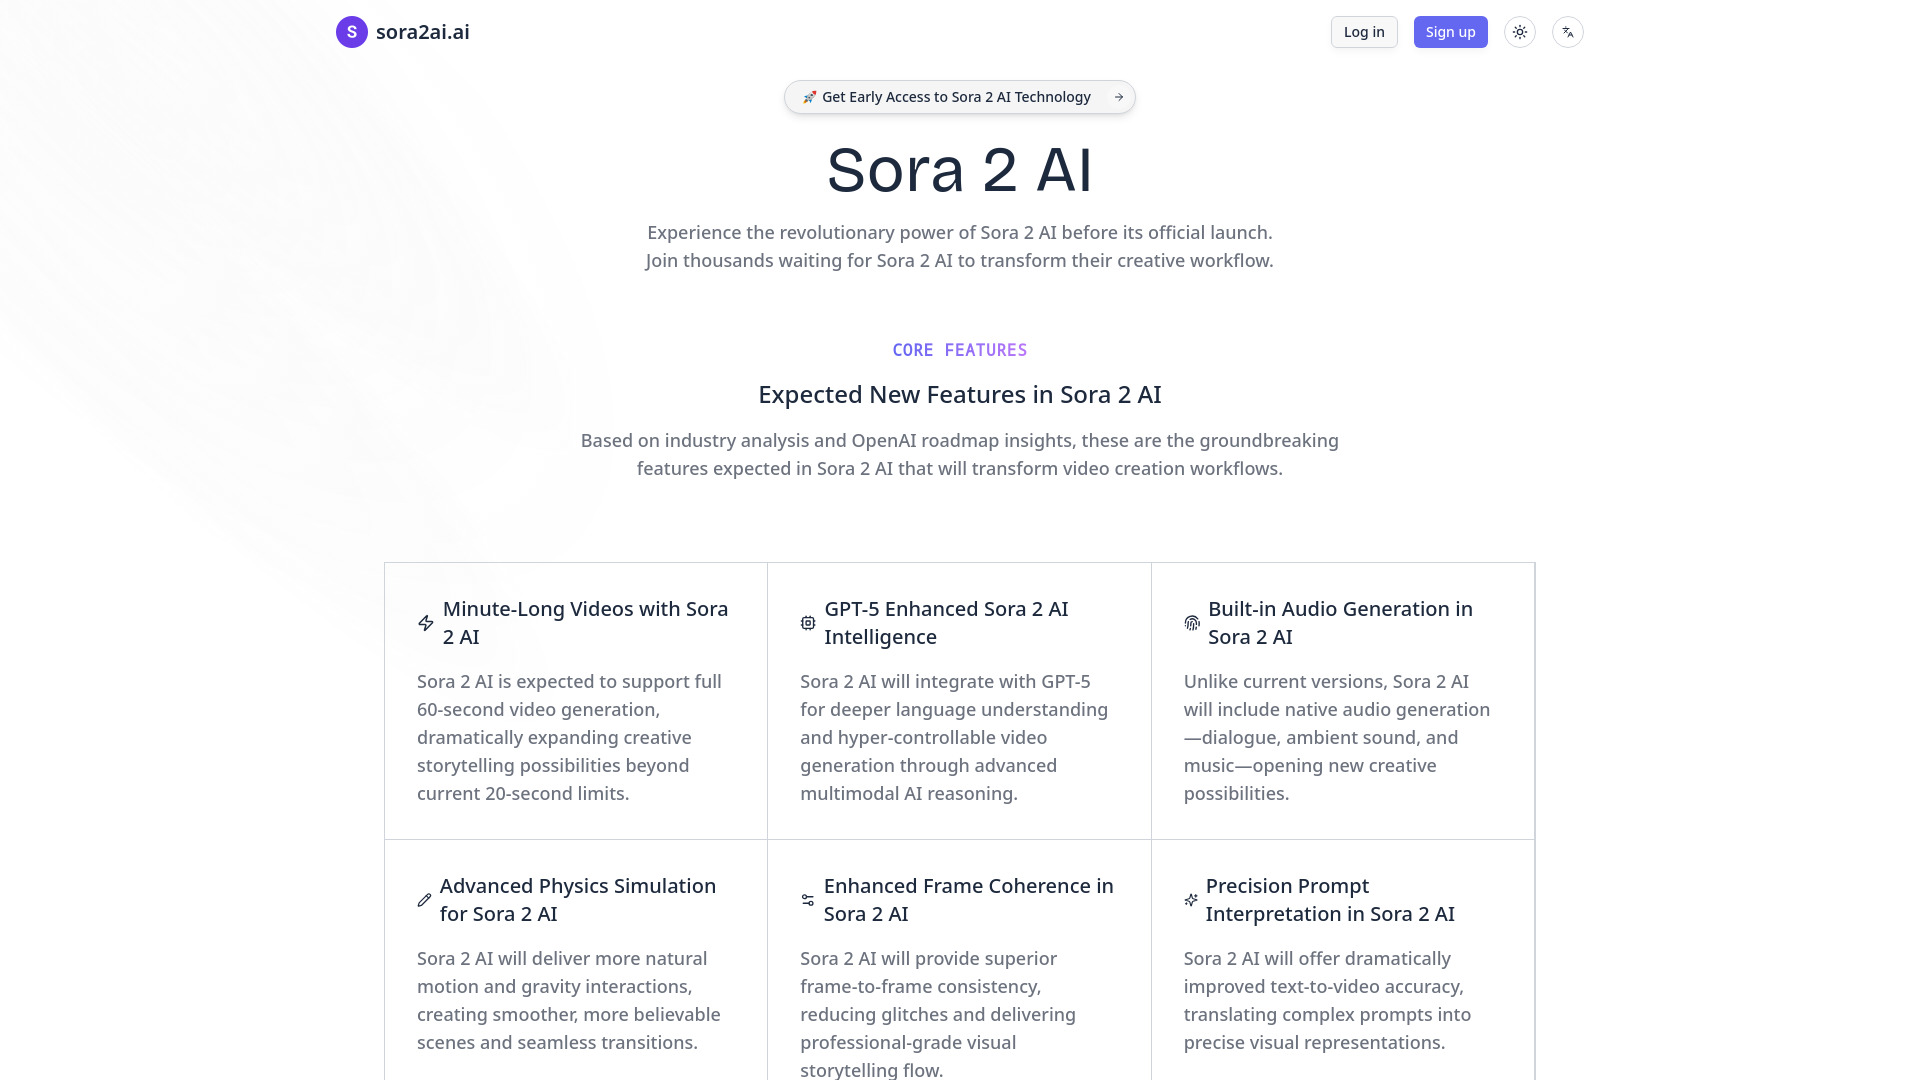 S sora2ai.ai
Log in
Sign up
🚀 Get Early Access to Sora 2 AI Technology
Sora 2 AI
Experience the revolutionary power of Sora 2 AI before its official launch.
Join thousands waiting for Sora 2 AI to transform their creative workflow.
CORE FEATURES
Expected New Features in Sora 2 AI
Based on industry analysis and OpenAI roadmap insights, these are the groundbreaking
features expected in Sora 2 AI that will transform video creation workflows.
Minute-Long Videos with Sora
2 AI
Sora 2 AI is expected to support full
60-second video generation,
dramatically expanding creative
storytelling possibilities beyond
current 20-second limits.
GPT-5 Enhanced Sora 2 AI
Intelligence
Sora 2 AI will integrate with GPT-5
for deeper language understanding
and hyper-controllable video
generation through advanced
multimodal AI reasoning.
Built-in Audio Generation in
Sora 2 AI
Unlike current versions, Sora 2 AI
will include native audio generation
—dialogue, ambient sound, and
music—opening new creative
possibilities.
Advanced Physics Simulation
for Sora 2 AI
Sora 2 AI will deliver more natural
motion and gravity interactions,
creating smoother, more believable
scenes and seamless transitions.
Enhanced Frame Coherence in
Sora 2 AI
Sora 2 AI will provide superior
frame-to-frame consistency,
reducing glitches and delivering
professional-grade visual
storytelling flow.
Precision Prompt
Interpretation in Sora 2 AI
Sora 2 AI will offer dramatically
improved text-to-video accuracy,
translating complex prompts into
precise visual representations.